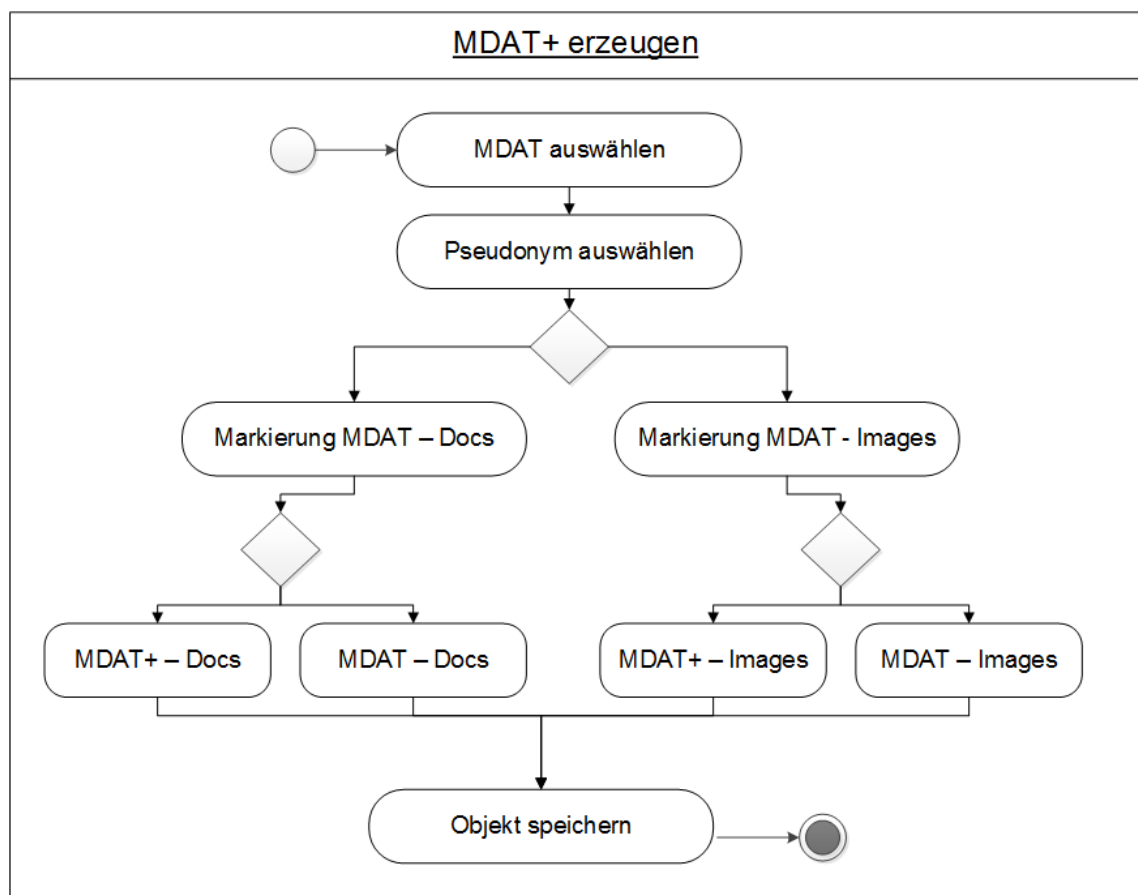 MDAT+ erzeugen
MDAT auswählen
Pseudonym auswählen
Markierung MDAT – Docs
Markierung MDAT - Images
MDAT+ – Docs
MDAT – Docs
MDAT+ – Images
MDAT – Images
Objekt speichern